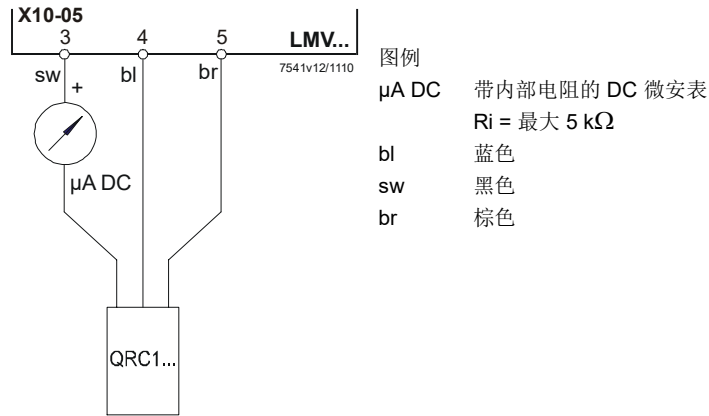 X10-05
3 4 5 LMV...
7541v12/1110
sw bl br
+
µA DC
QRC1...
图例
µA DC 带内部电阻的 DC 微安表
Ri = 最大 5 kΩ
bl 蓝色
sw 黑色
br 棕色